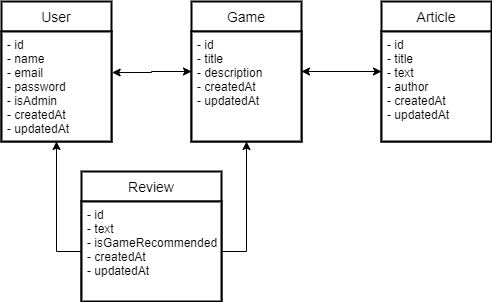 User
- id
- name
- email
- password
- isAdmin
- createdAt
- updatedAt
Game
- id
- title
- description
- createdAt
- updatedAt
Article
- id
- title
- text
- author
- createdAt
- updatedAt
Review
- id
- text
- isGameRecommended
- createdAt
- updatedAt